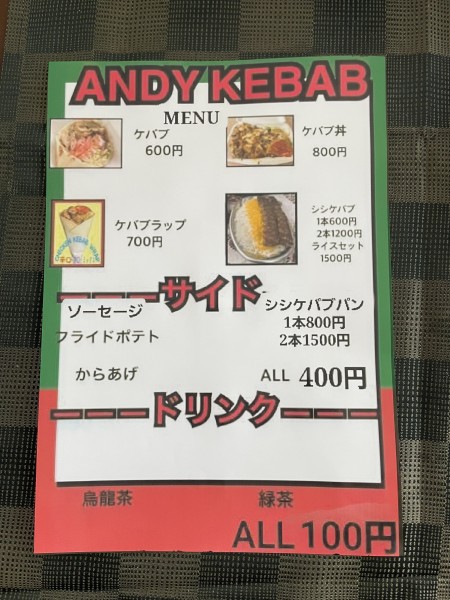 ANDY KEBAB
MENU
ケバブ
600円
ケバブ丼
800円
ケバブラップ
700円
シシケバブ
1本600円
2本1200円
ライスセット
1500円
ーーーサイド
ソーセージ
フライドポテト
からあげ
シシケバブパン
1本800円
2本1500円
ALL 400円
ーーードリンクーーー
烏龍茶
緑茶
ALL 100円